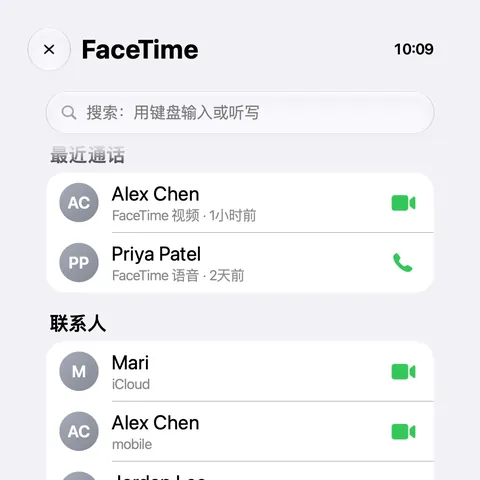 FaceTime
10:09
搜索：用键盘输入或听写
最近通话
AC
Alex Chen
FaceTime 视频 · 1小时前
PP
Priya Patel
FaceTime 语音 · 2天前
联系人
M
Mari
iCloud
AC
Alex Chen
mobile